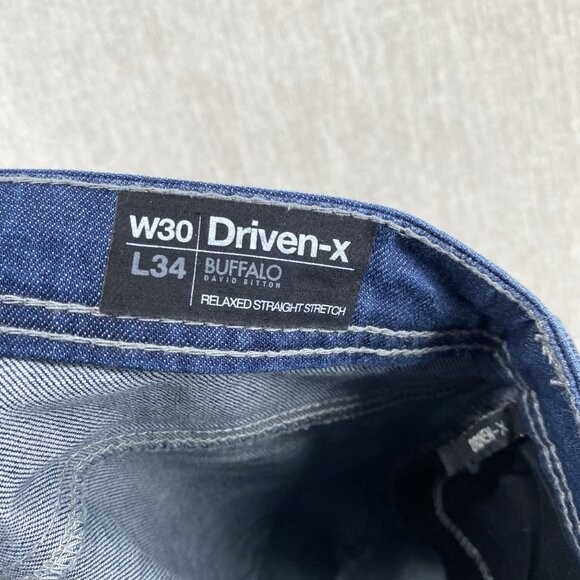 W30 Driven-x
L34 BUFFALO
DAVID BITTON
RELAXED STRAIGHT STRETCH
DRIVEN-X